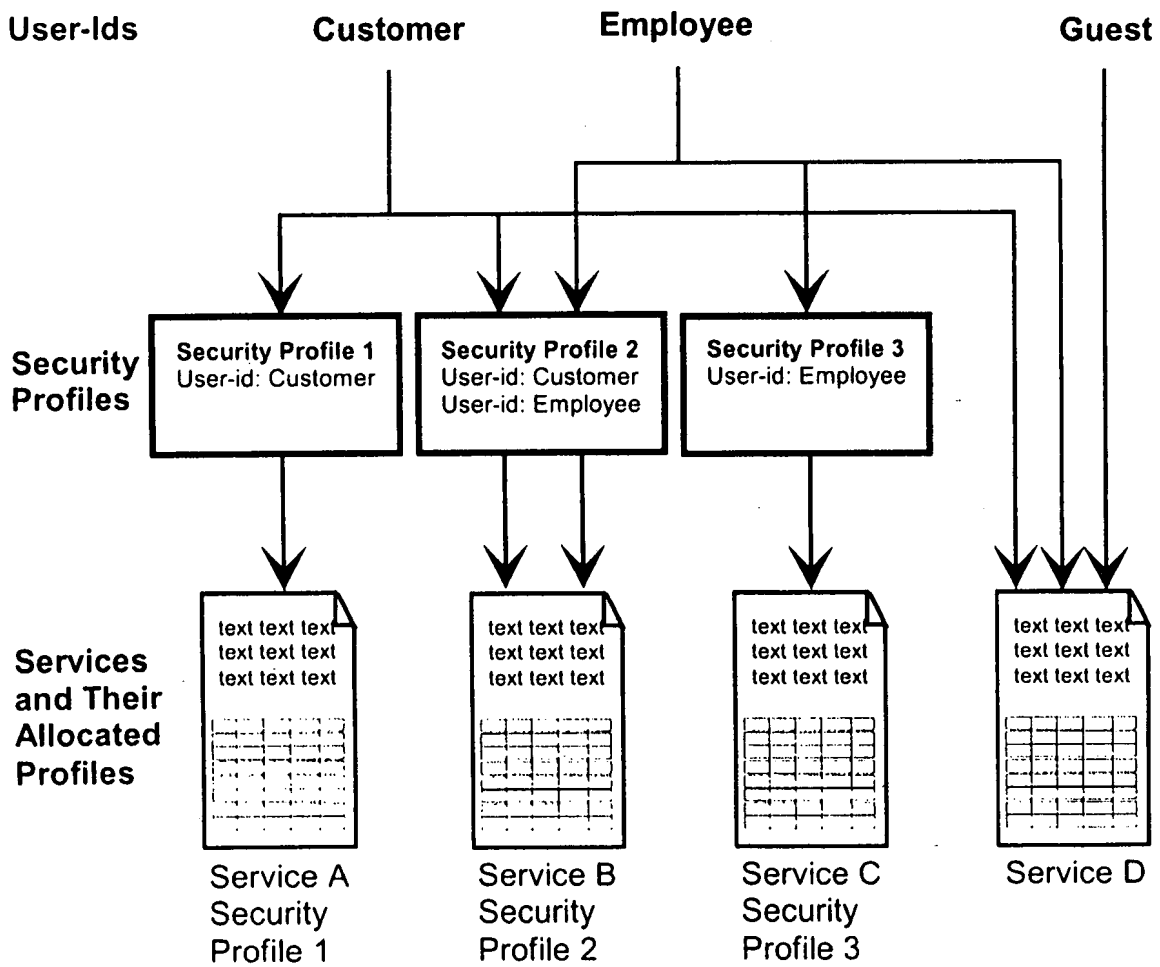 User-Ids
Customer
Employee
Guest
Security
Profiles
Security Profile 1
User-id: Customer
Security Profile 2
User-id: Customer
User-id: Employee
Security Profile 3
User-id: Employee
Services
and Their
Allocated
Profiles
text text text
text text text
text text text
text text text
text text text
text text text
text text text
text text text
text text text
text text text
text text text
text text text
Service A
Security
Profile 1
Service B
Security
Profile 2
Service C
Security
Profile 3
Service D